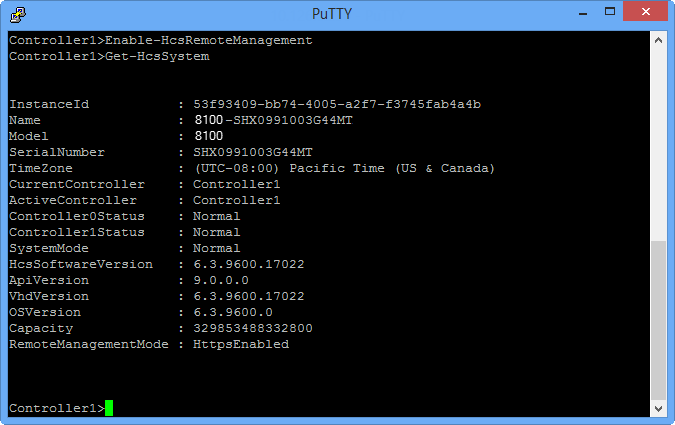 PuTTY
Controller1>Enable-HcsRemoteManagement
Controller1>Get-HcsSystem
InstanceId : 53f93409-bb74-4005-a2f7-f3745fab4a4b
Name : 8100-SHX0991003G44MT
Model : 8100
SerialNumber : SHX0991003G44MT
TimeZone : (UTC-08:00) Pacific Time (US & Canada)
CurrentController : Controller1
ActiveController : Controller1
Controller0Status : Normal
Controller1Status : Normal
SystemMode : Normal
HcsSoftwareVersion : 6.3.9600.17022
ApiVersion : 9.0.0.0
VhdVersion : 6.3.9600.17022
OSVersion : 6.3.9600.0
Capacity : 329853488332800
RemoteManagementMode : HttpsEnabled
Controller1>